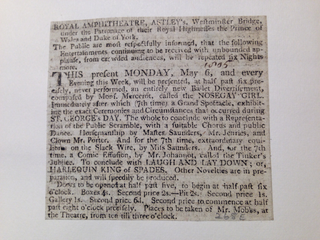 ROYAL AMPHITHEATRE, ASTLEY's, Westminster Bridge,
Under the Patronage of their Royal Highnesses the Prince of
Wales and Duke of York.
The Public are most respectfully informed, that the following
Entertainments, continuing to be received with unbounded ap-
plause, from crowded audiences, will be repeated six Nights
more.
1795
THIS present MONDAY, May 6, and every
Evening this Week, will be presented, at half past six pre-
cisely, never performed, an entirely new Ballet Divertisement,
composed by Mons. Mercerot, called the NOSEGAY GIRL.
Immediately after which (7th time) a Grand Spectacle, exhibit-
ing the exact Ceremonies and Circumstances that occurred during
ST. GEORGE's DAY. The whole to conclude with a Representa-
tion of the Public Scramble, with a suitable Chorus and public
Dance. Horsemanship by Master Saunders, Mr. Jenkins, and
Clown Mr. Porter. And for the 7th time, extraordinary com-
on the Slack Wire, by Miss Saunders. And, for the 7th
time, a Comic Effusion, by Mr. Johannot, called the Tinker's
Jubilee. To conclude with LAUGH AND LAY DOWN; or,
HARLEQUIN KING of SPADES. Other Novelties are in prepa-
ration, and will speedily be produced.
Doors to be opened at half past five, to begin at half past six
o'clock. Boxes 4s. Second price 2s.—Pit 2s. Second price 1s.
Gallery 1s. Second price 6d. Second price to commence at half
past eight o'clock precisely. Places to be taken of Mr. at
the Theatre, from ten till three o'clock.